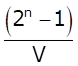 (2ⁿ − 1)
V